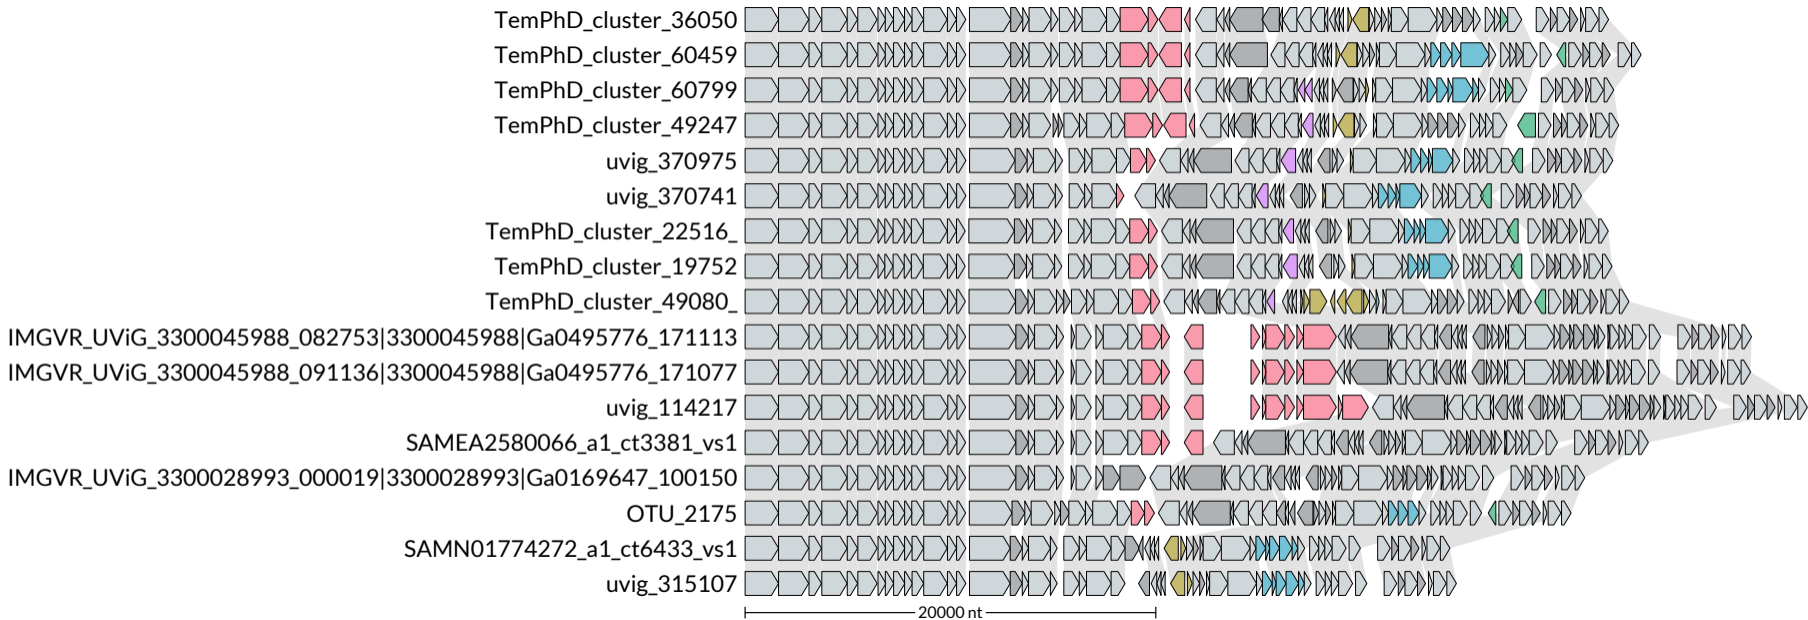 TemPhD_cluster_36050
TemPhD_cluster_60459
TemPhD_cluster_60799
TemPhD_cluster_49247
uvig_370975
uvig_370741
TemPhD_cluster_22516_
TemPhD_cluster_19752
TemPhD_cluster_49080_
IMGVR_UViG_3300045988_082753|3300045988|Ga0495776_171113
IMGVR_UViG_3300045988_091136|3300045988|Ga0495776_171077
uvig_114217
SAMEA2580066_a1_ct3381_vs1
IMGVR_UViG_3300028993_000019|3300028993|Ga0169647_100150
OTU_2175
SAMN01774272_a1_ct6433_vs1
uvig_315107
20000 nt